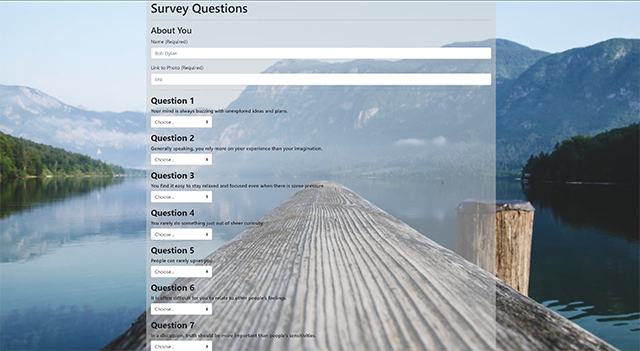 Survey Questions
About You
Name (Required)
Bob Dylan
Link to Photo (Required)
Question 1
Your mind is always buzzing with unexplored ideas and plans.
Choose...
Question 2
Generally speaking, you rely more on your experience than your imagination.
Choose...
Question 3
You find it easy to stay relaxed and focused even when there is some pressure.
Choose...
Question 4
You rarely do something just out of sheer curiosity.
Choose...
Question 5
People can rarely upset you.
Choose...
Question 6
It is often difficult for you to relate to other people's feelings.
Choose...
Question 7
In a discussion, truth should be more important than people's sensitivities.
Choose...